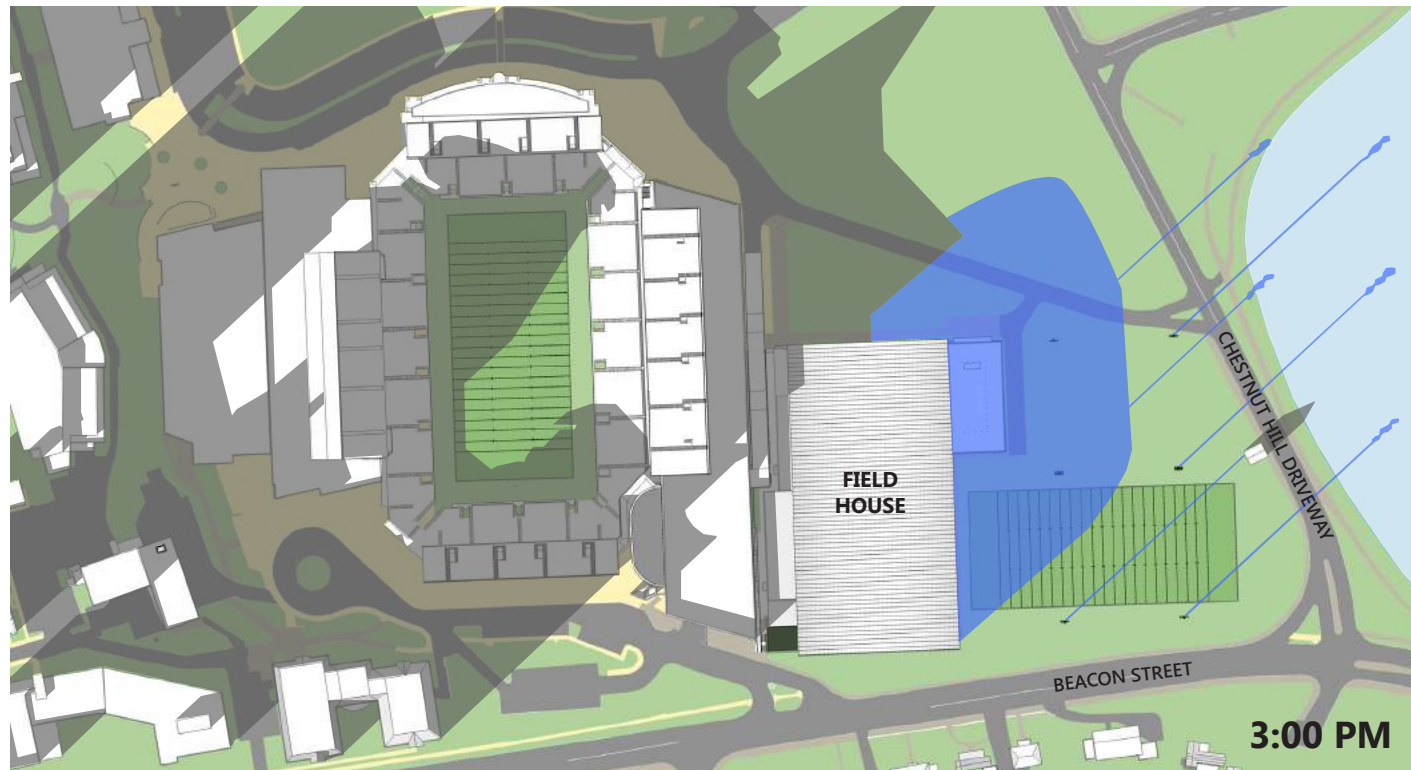 FIELD
HOUSE
CHESTNUT HILL DRIVEWAY
BEACON STREET
3:00 PM